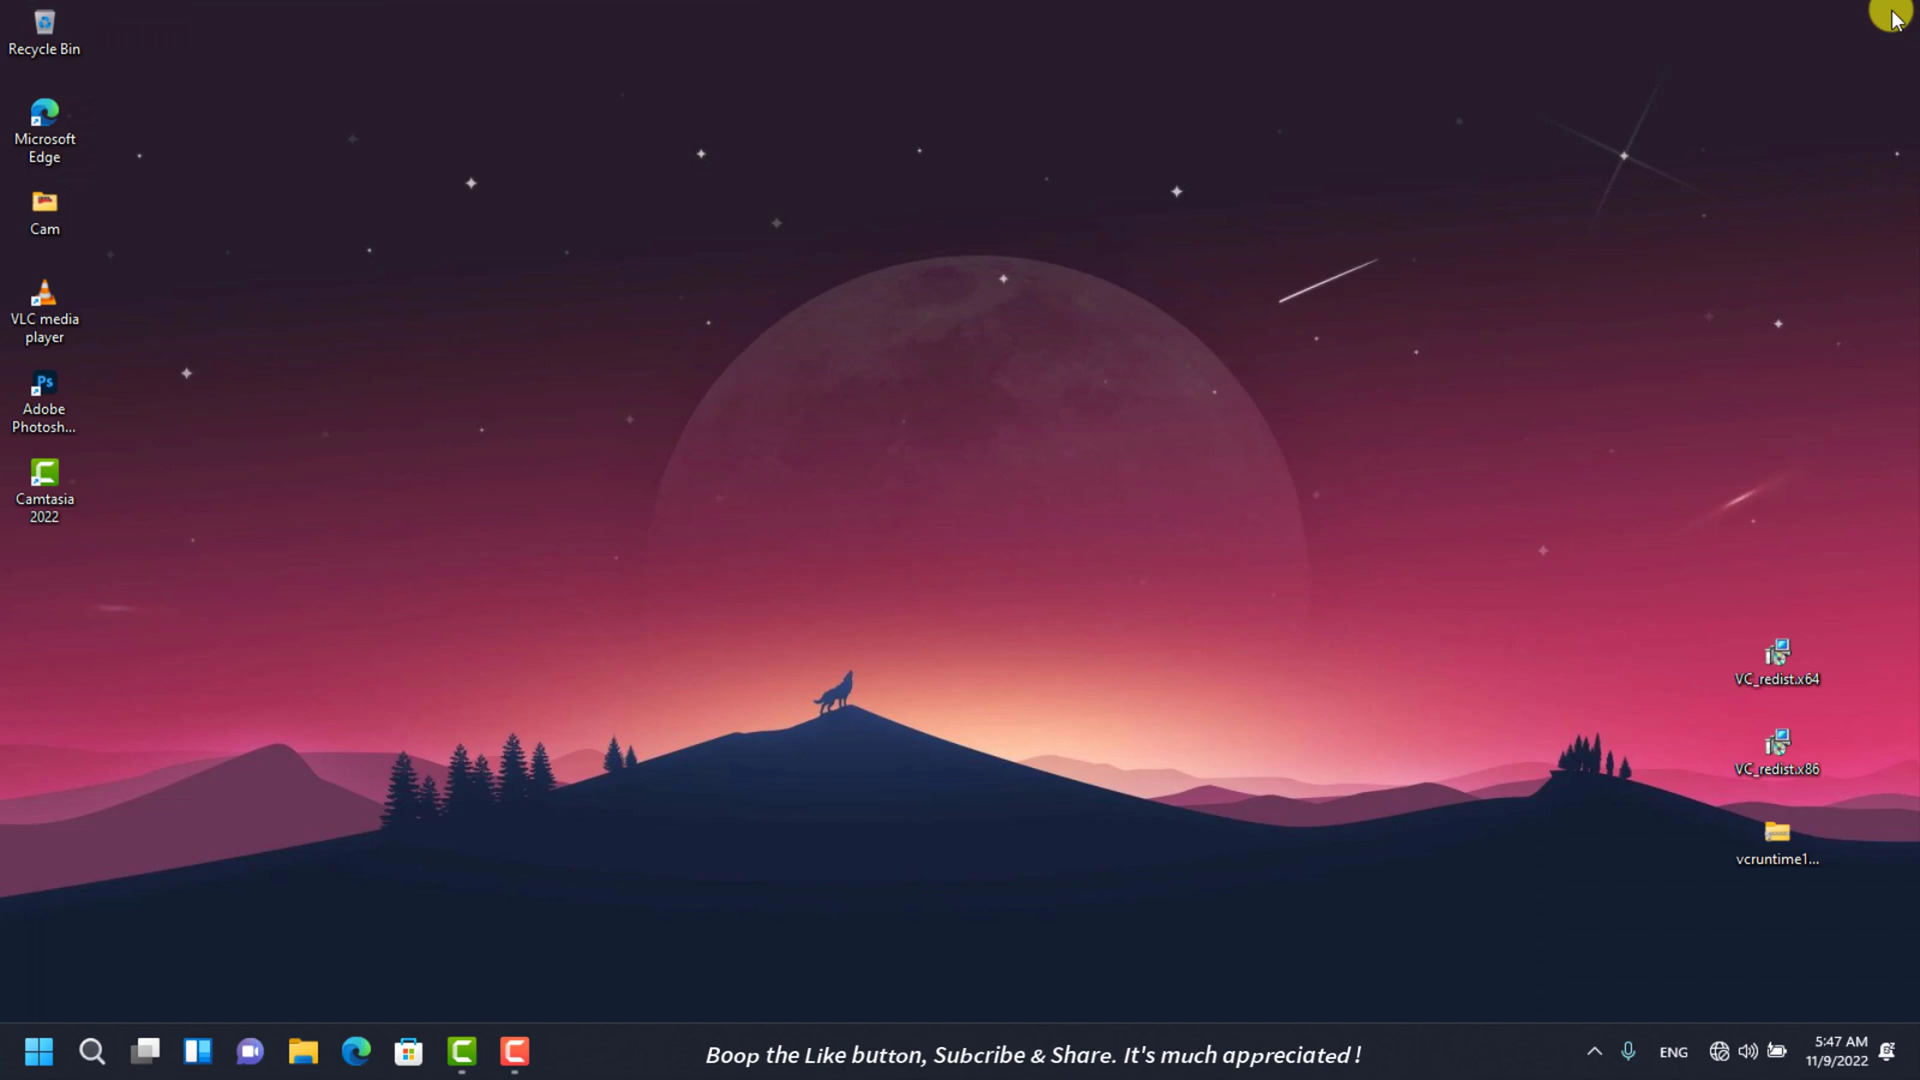 Recycle Bin
Microsoft
Edge
Cam
VLC media
player
Ps
Adobe
Photosh...
Camtasia
2022
VC_redist.x64
VC_redist.x86
vcruntime1...
Boop the Like button, Subcribe & Share. It's much appreciated !
ENG
5:47 AM
11/9/2022